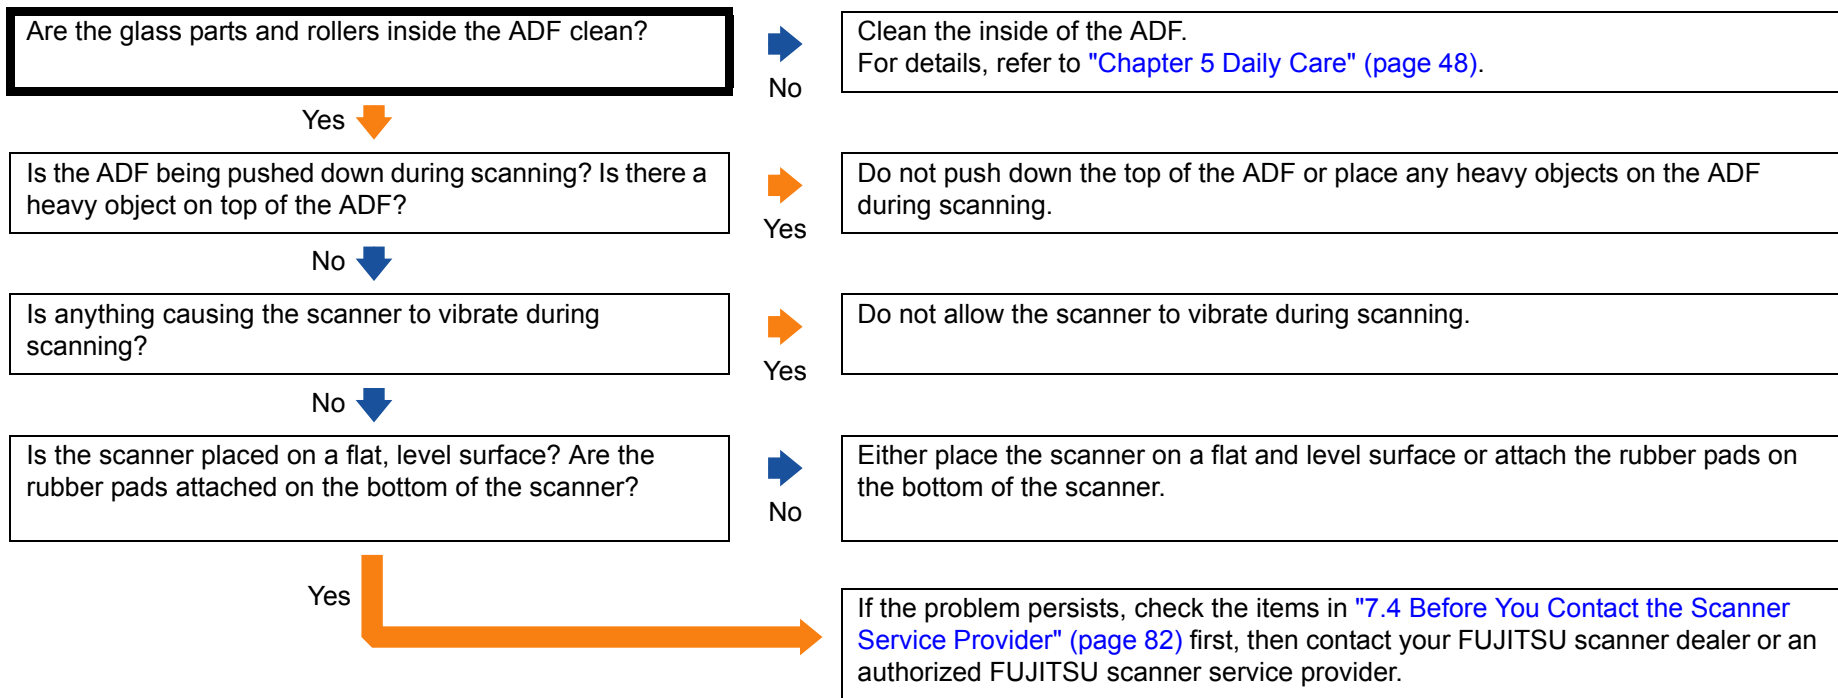 Are the glass parts and rollers inside the ADF clean?
No
Clean the inside of the ADF.
For details, refer to "Chapter 5 Daily Care" (page 48).
Yes
Is the ADF being pushed down during scanning? Is there a
heavy object on top of the ADF?
Yes
Do not push down the top of the ADF or place any heavy objects on the ADF
during scanning.
No
Is anything causing the scanner to vibrate during
scanning?
Yes
Do not allow the scanner to vibrate during scanning.
No
Is the scanner placed on a flat, level surface? Are the
rubber pads attached on the bottom of the scanner?
No
Either place the scanner on a flat and level surface or attach the rubber pads on
the bottom of the scanner.
Yes
If the problem persists, check the items in "7.4 Before You Contact the Scanner
Service Provider" (page 82) first, then contact your FUJITSU scanner dealer or an
authorized FUJITSU scanner service provider.